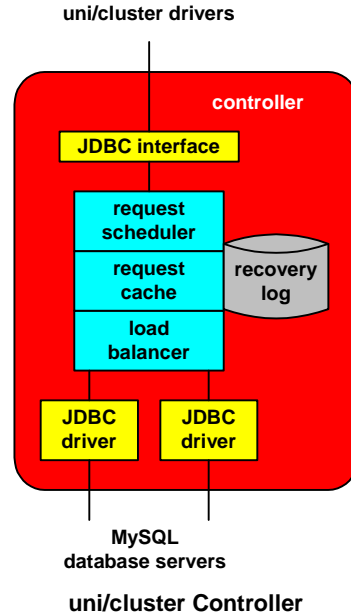 uni/cluster drivers
controller
JDBC interface
request
scheduler
request
cache
recovery
log
load
balancer
JDBC
driver
JDBC
driver
MySQL
database servers
uni/cluster Controller